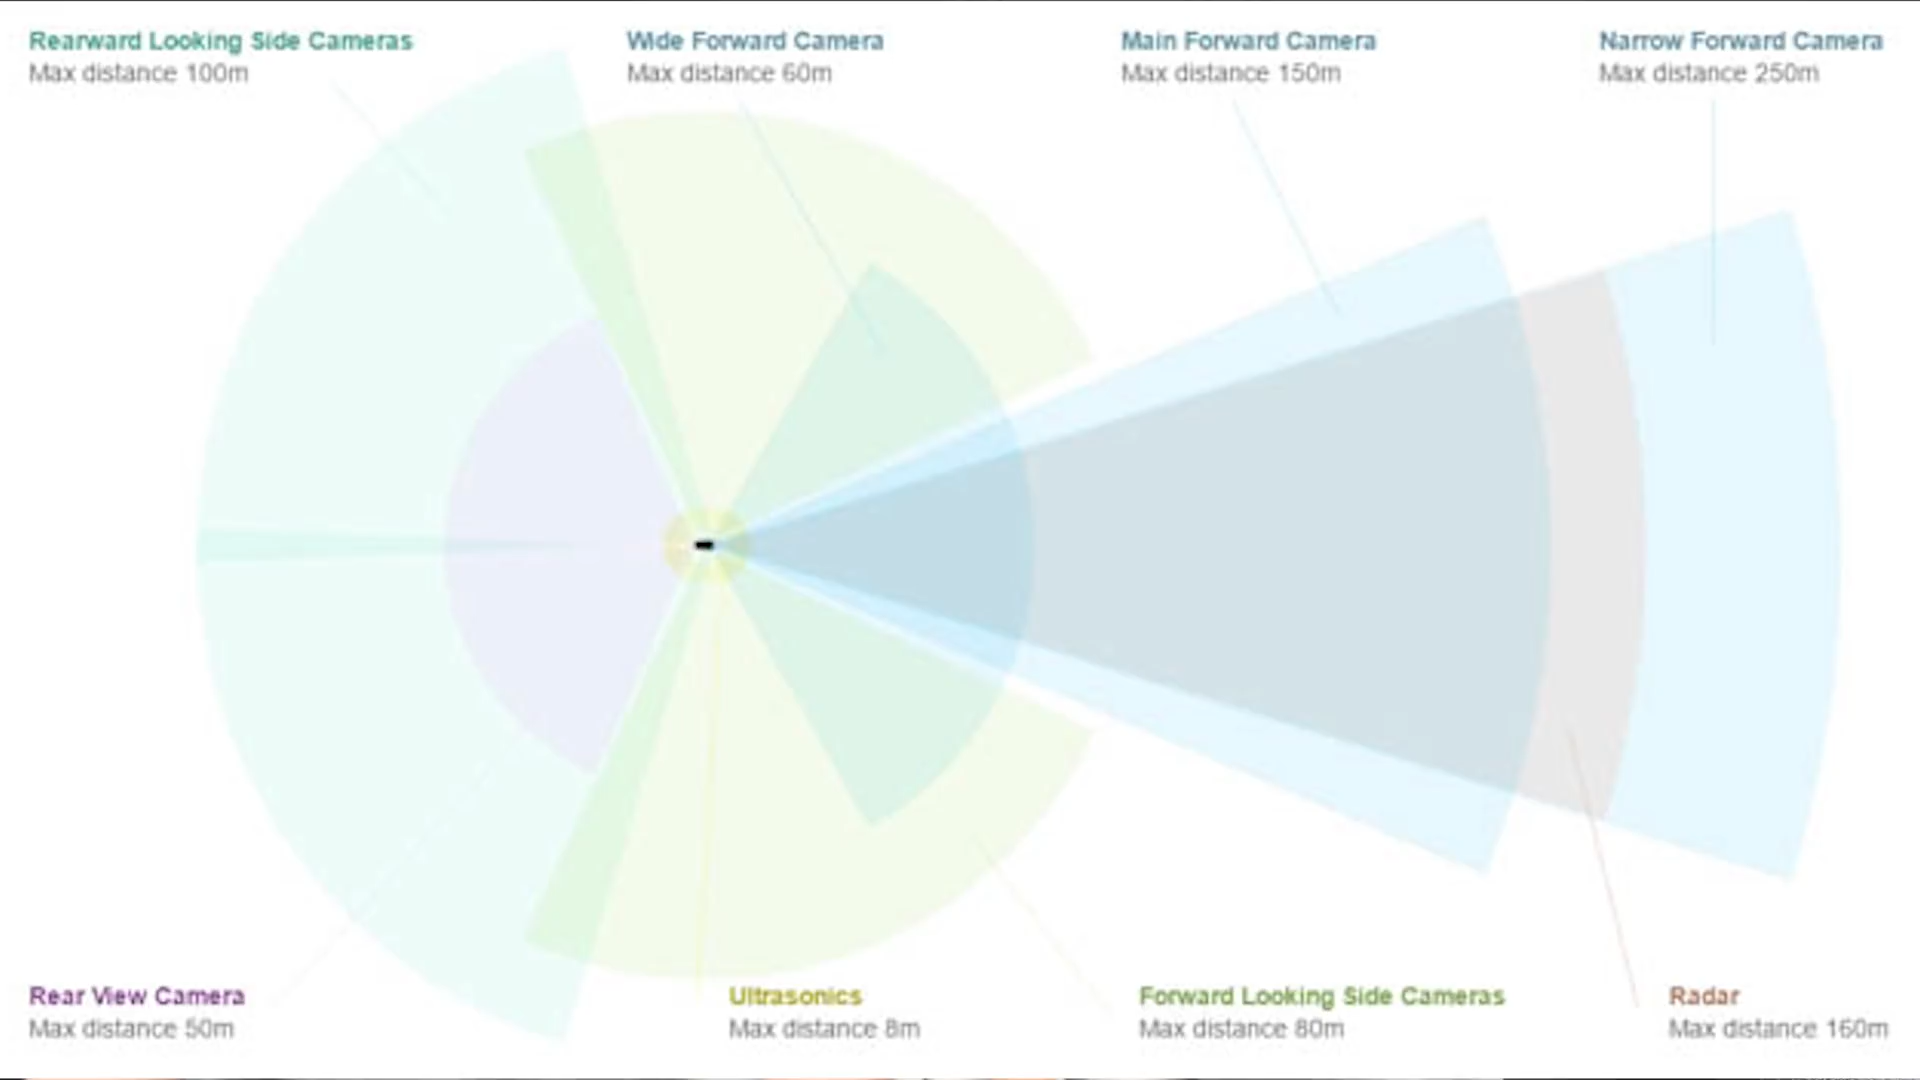 Rearward Looking Side Cameras
Max distance 100m
Wide Forward Camera
Max distance 60m
Main Forward Camera
Max distance 150m
Narrow Forward Camera
Max distance 250m
Rear View Camera
Max distance 50m
Ultrasonics
Max distance 8m
Forward Looking Side Cameras
Max distance 80m
Radar
Max distance 160m